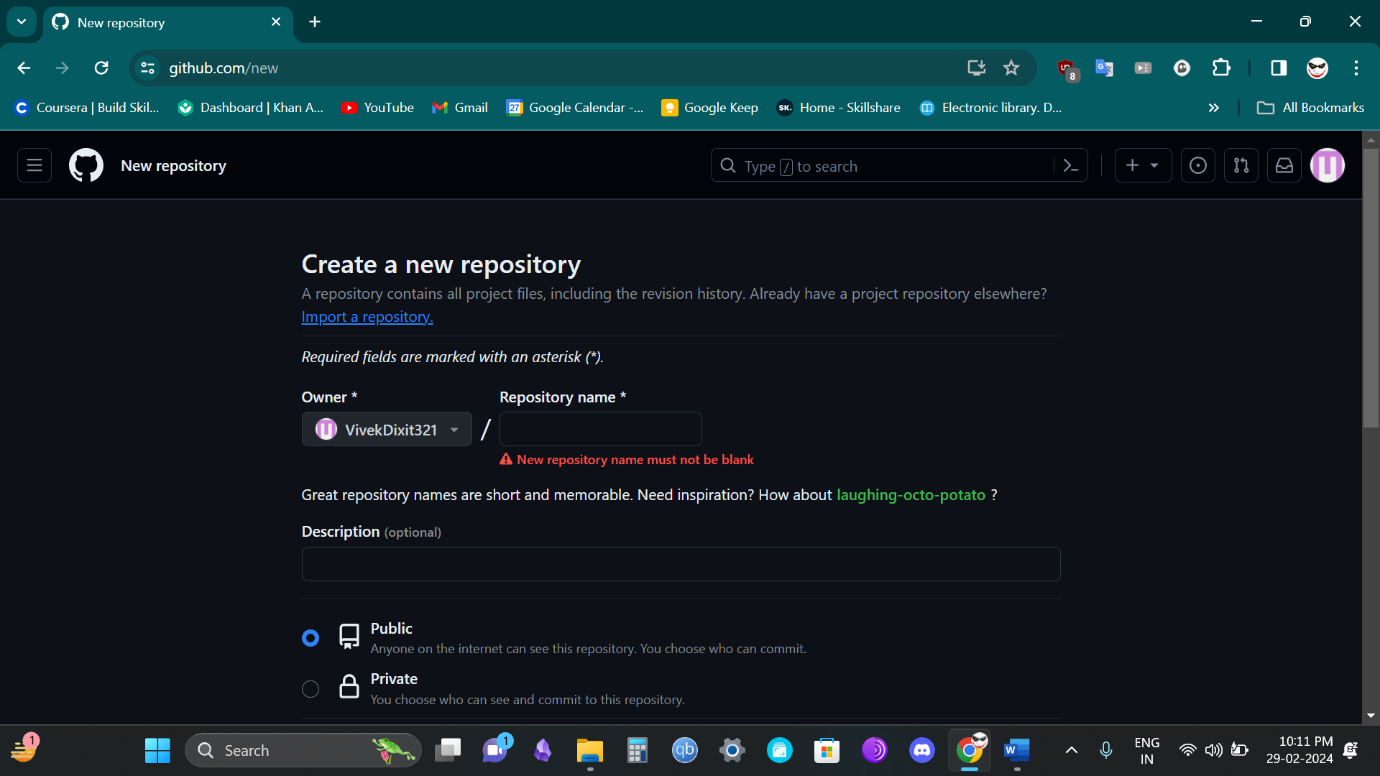 New repository
github.com/new
8
Coursera | Build Skil...
Dashboard | Khan A...
YouTube
Gmail
27
Google Calendar -...
Google Keep
SK.
Home - Skillshare
Electronic library. D...
All Bookmarks
New repository
Type / to search
Create a new repository
A repository contains all project files, including the revision history. Already have a project repository elsewhere?
Import a repository.
Required fields are marked with an asterisk (*).
Owner *
Repository name *
VivekDixit321
/
New repository name must not be blank
Great repository names are short and memorable. Need inspiration? How about laughing-octo-potato ?
Description (optional)
Public
Anyone on the internet can see this repository. You choose who can commit.
Private
You choose who can see and commit to this repository.
1
Search
1
qb
W
ENG
IN
10:11 PM
29-02-2024